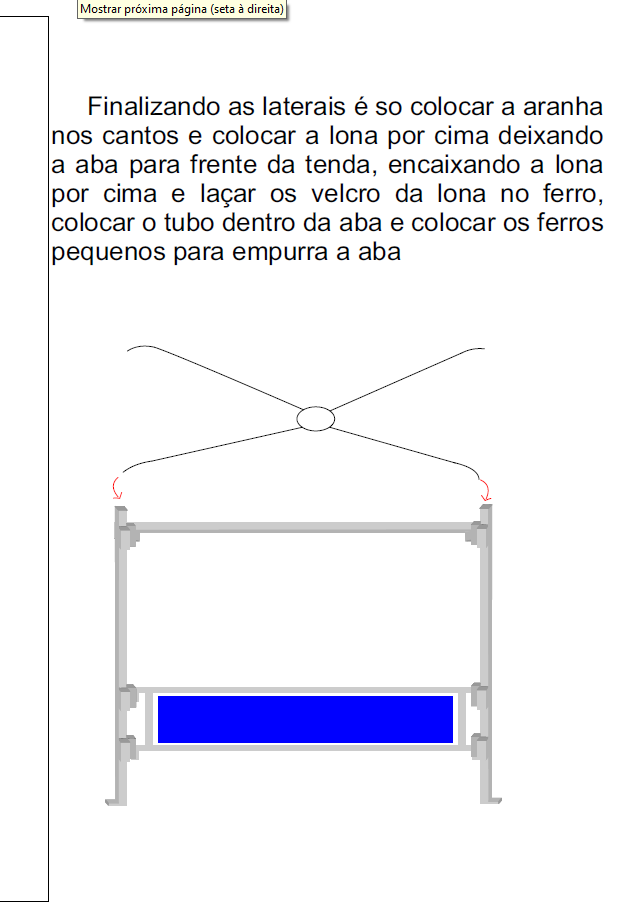 Mostrar próxima página (seta à direita)
Finalizando as laterais é so colocar a aranha
nos cantos e colocar a lona por cima deixando
a aba para frente da tenda, encaixando a lona
por cima e laçar os velcro da lona no ferro,
colocar o tubo dentro da aba e colocar os ferros
pequenos para empurra a aba